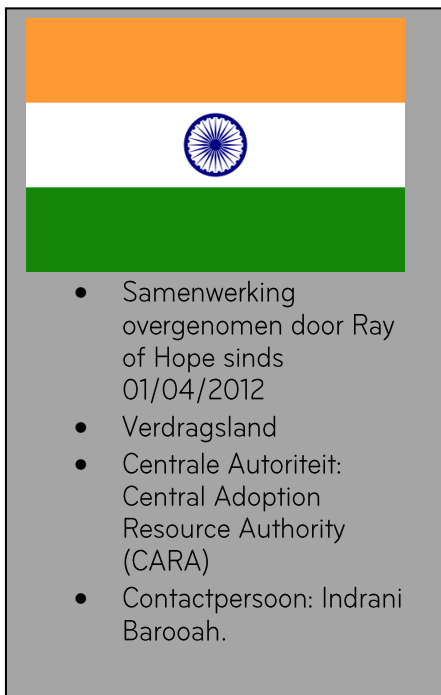 • Samenwerking
overgenomen door Ray
of Hope sinds
01/04/2012
• Verdragsland
• Centrale Autoriteit:
Central Adoption
Resource Authority
(CARA)
• Contactpersoon: Indrani
Barooah.